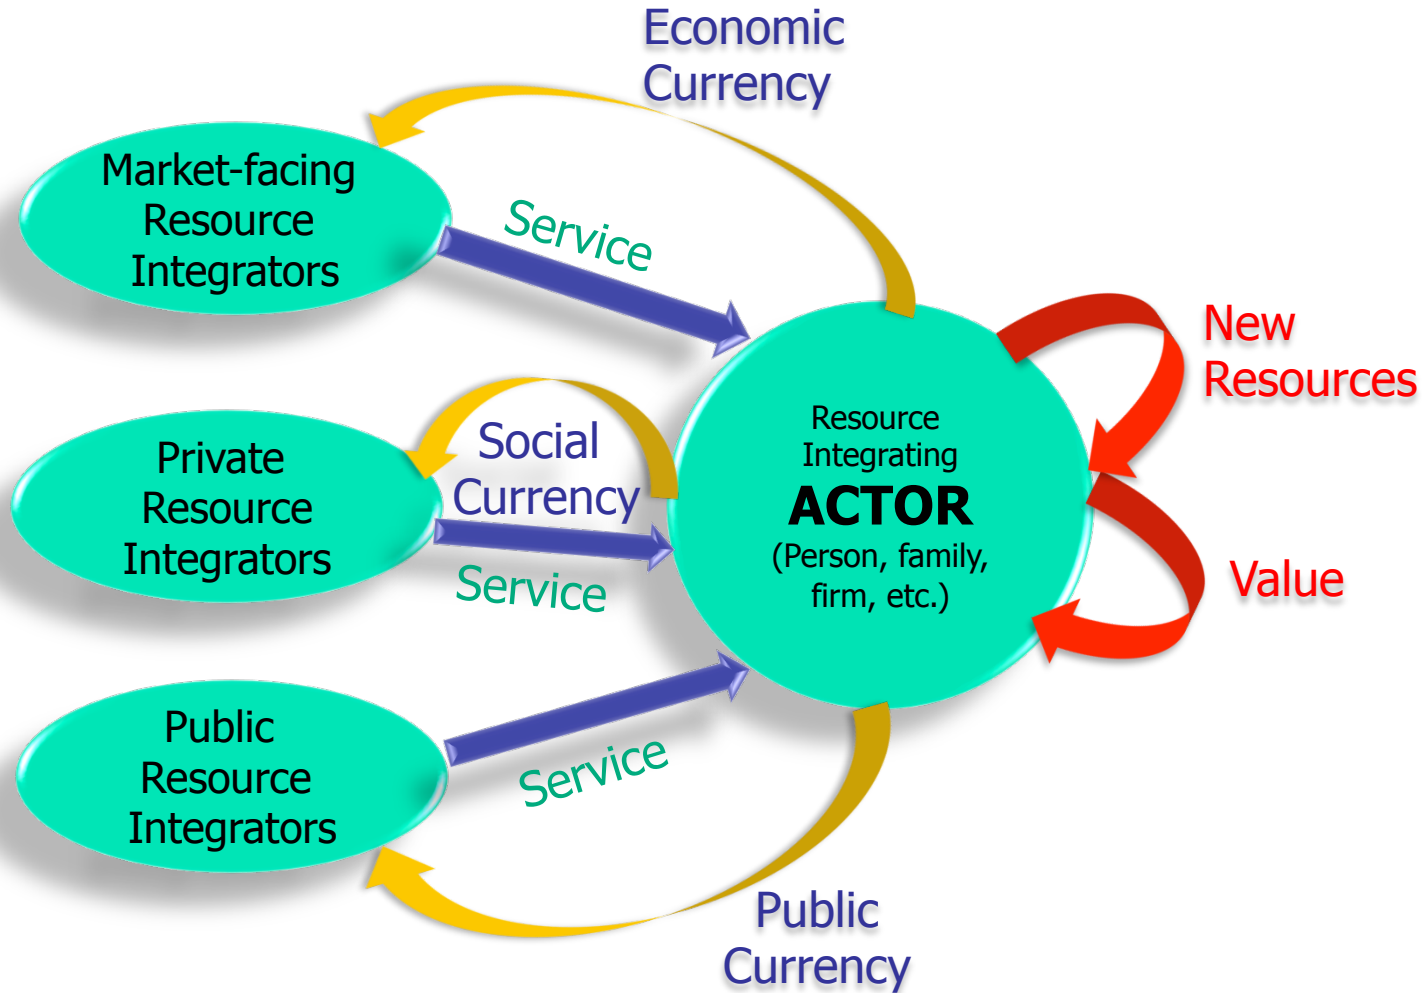 Economic
Currency
Market-facing
Resource
Integrators
Service
New
Resources
Resource
Integrating
ACTOR
(Person, family,
firm, etc.)
Social
Currency
Private
Resource
Integrators
Service
Value
Public
Resource
Integrators
Service
Public
Currency